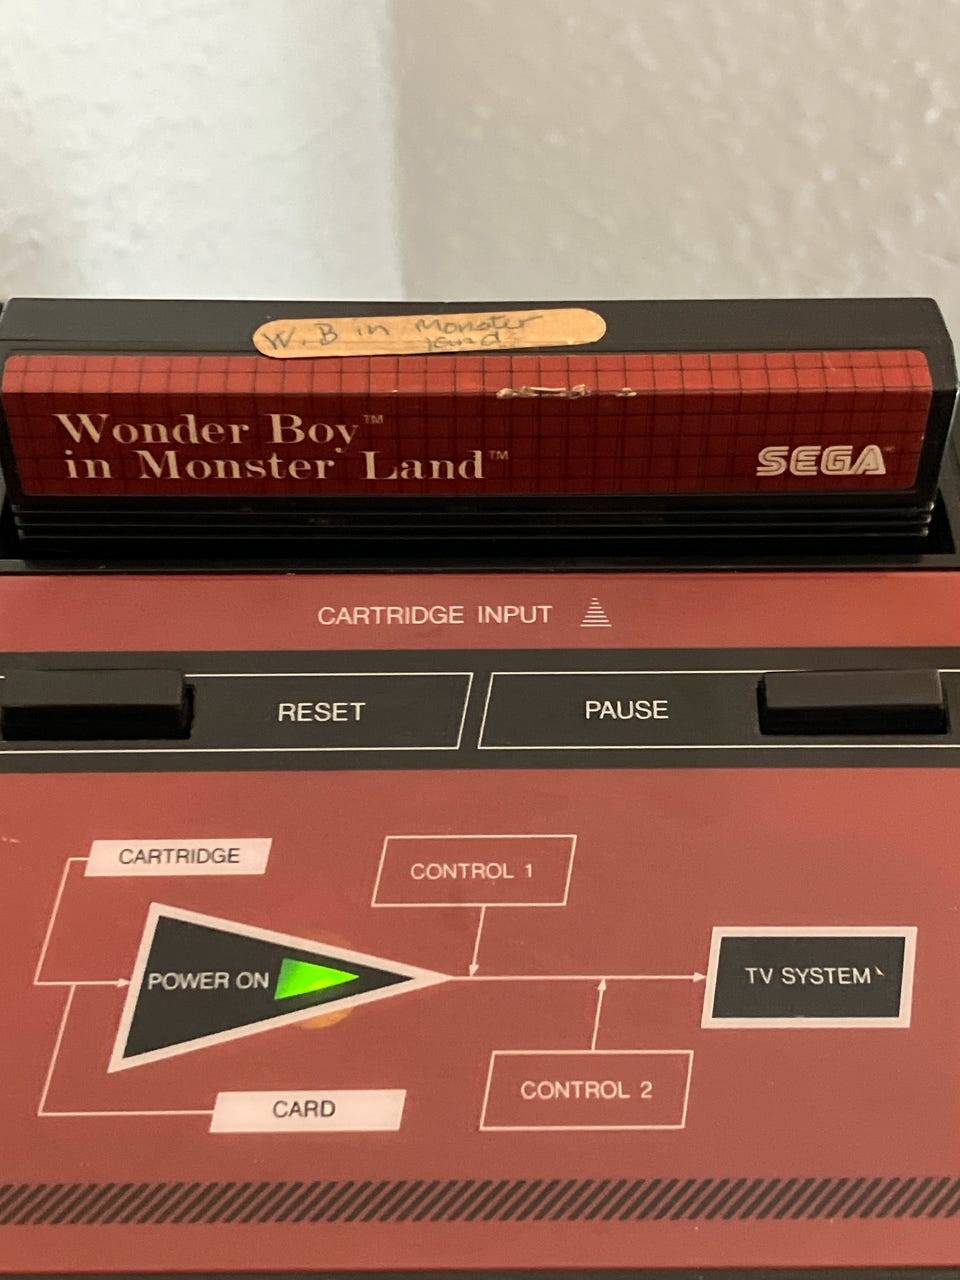 W. B in Monster
land
Wonder Boy™
in Monster Land™
SEGA™
CARTRIDGE INPUT
RESET
PAUSE
CARTRIDGE
CONTROL 1
POWER ON
TV SYSTEM
CONTROL 2
CARD